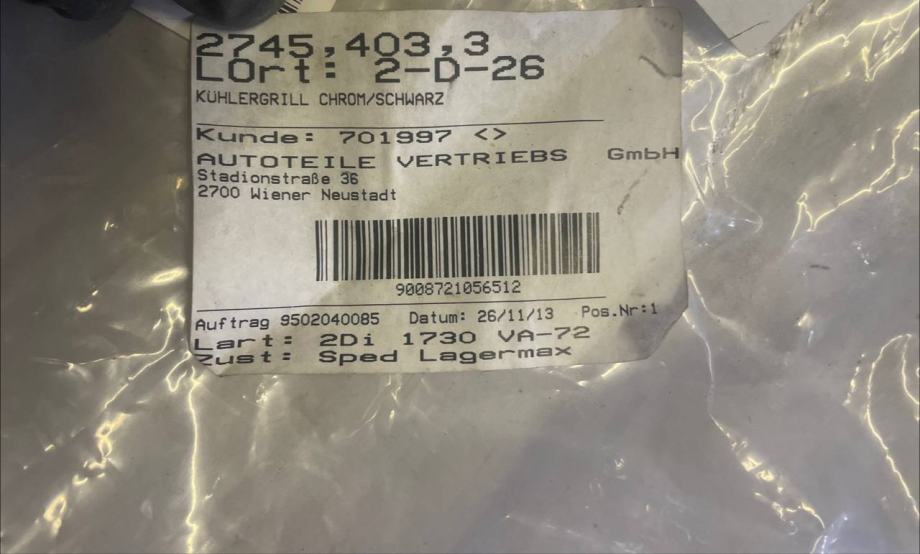 2745,403,3
LOrt: 2-D-26
KÜHLERGRILL CHROM/SCHWARZ
Kunde: 701997 <>
AUTOTEILE VERTRIEBS GmbH
Stadionstraße 36
2700 Wiener Neustadt
9008721056512
Auftrag 9502040085 Datum: 26/11/13 Pos.Nr:1
Lart: 2Di 1730 VA-72
Zust: Sped Lagermax